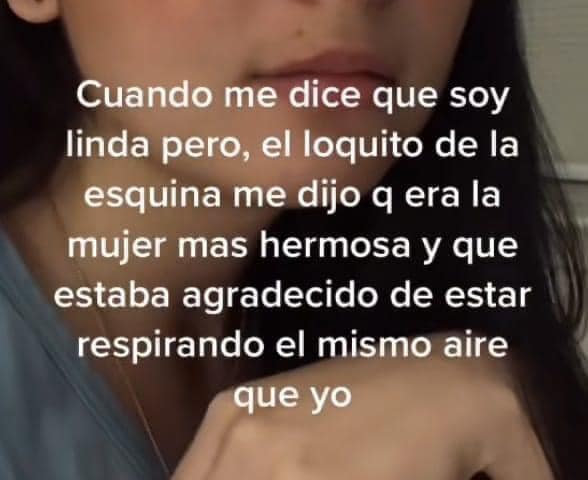 Cuando me dice que soy
linda pero, el loquito de la
esquina me dijo q era la
mujer mas hermosa y que
estaba agradecido de estar
respirando el mismo aire
que yo